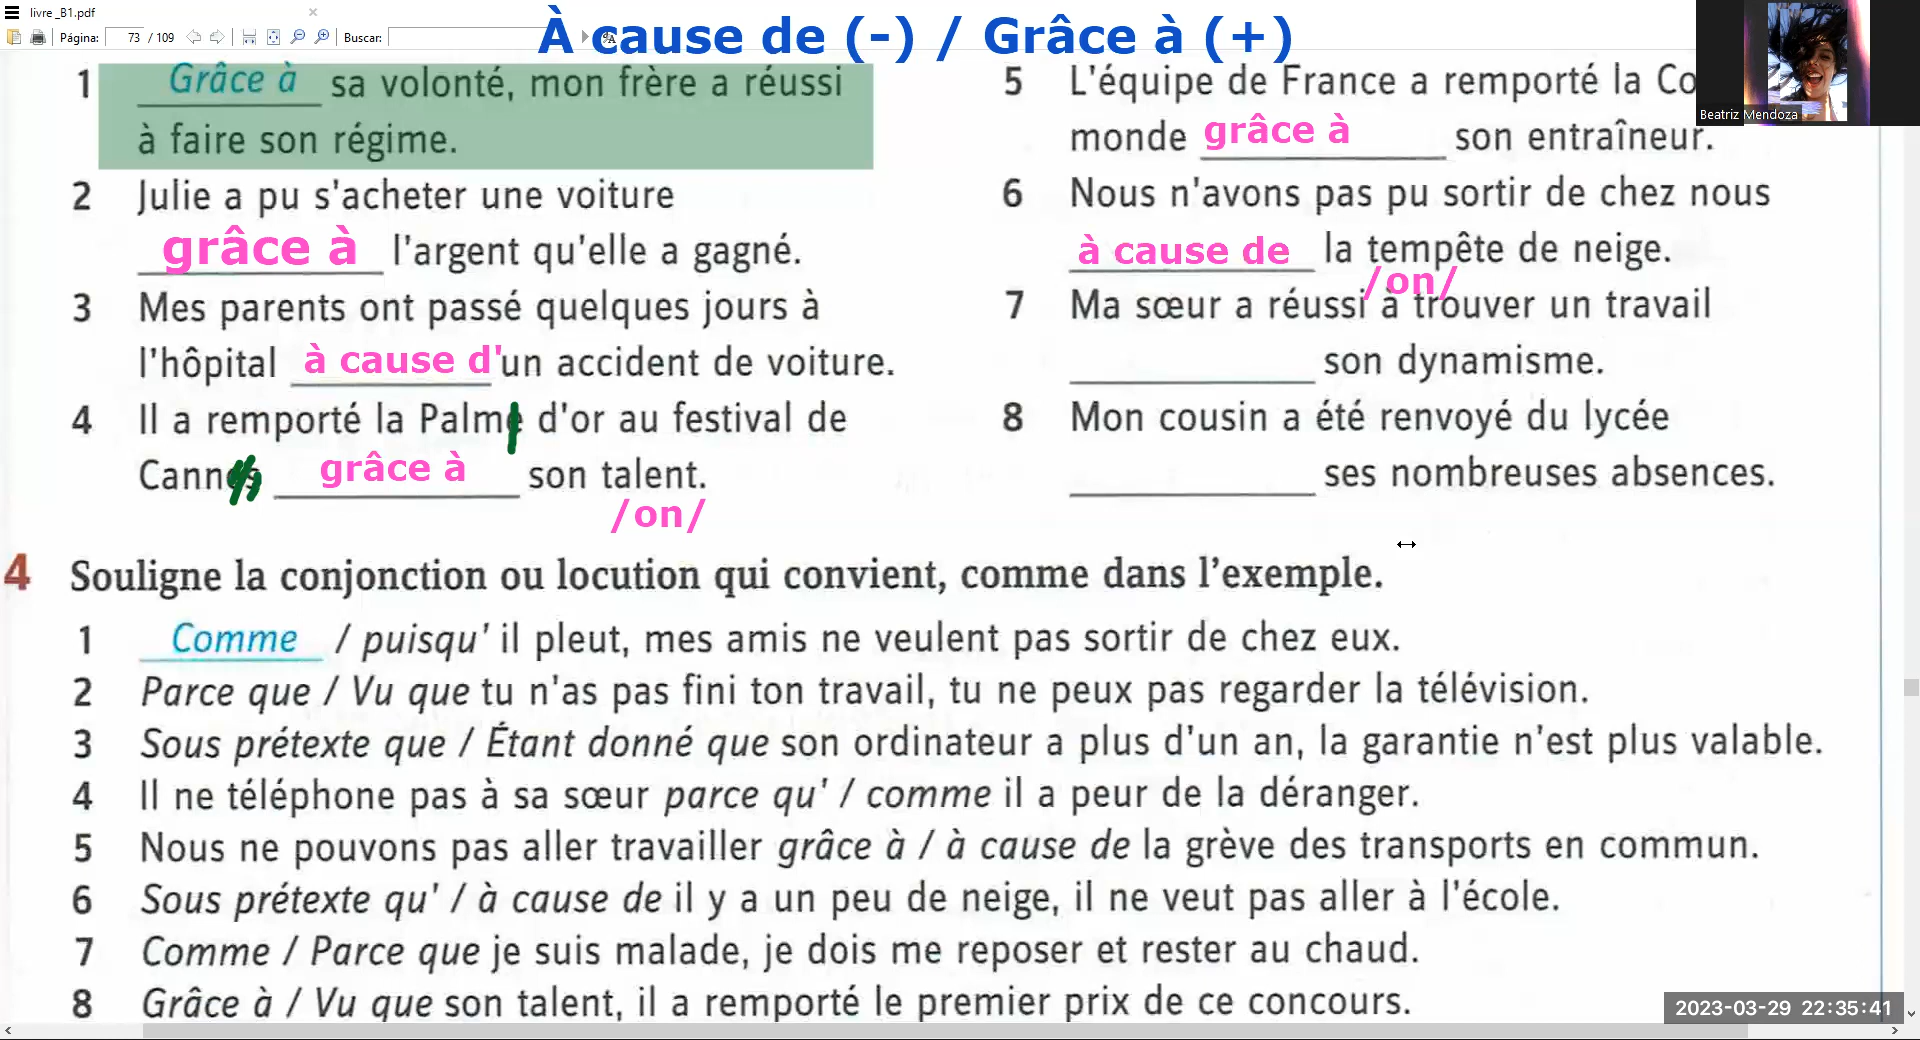 livre _B1.pdf
Página: 73 / 109 Buscar:
À cause de (-) / Grâce à (+)
1 Grâce à sa volonté, mon frère a réussi
à faire son régime.
2 Julie a pu s'acheter une voiture
grâce à l'argent qu'elle a gagné.
3 Mes parents ont passé quelques jours à
l'hôpital à cause d'un accident de voiture.
4 Il a remporté la Palme d'or au festival de
Cannes grâce à son talent.
/on/
5 L'équipe de France a remporté la Co
monde grâce à son entraîneur.
6 Nous n'avons pas pu sortir de chez nous
à cause de la tempête de neige.
/on/
7 Ma sœur a réussi à trouver un travail
son dynamisme.
8 Mon cousin a été renvoyé du lycée
ses nombreuses absences.
Beatriz Mendoza
4 Souligne la conjonction ou locution qui convient, comme dans l'exemple.
1 Comme / puisqu' il pleut, mes amis ne veulent pas sortir de chez eux.
2 Parce que / Vu que tu n'as pas fini ton travail, tu ne peux pas regarder la télévision.
3 Sous prétexte que / Étant donné que son ordinateur a plus d'un an, la garantie n'est plus valable.
4 Il ne téléphone pas à sa sœur parce qu' / comme il a peur de la déranger.
5 Nous ne pouvons pas aller travailler grâce à / à cause de la grève des transports en commun.
6 Sous prétexte qu' / à cause de il y a un peu de neige, il ne veut pas aller à l'école.
7 Comme / Parce que je suis malade, je dois me reposer et rester au chaud.
8 Grâce à / Vu que son talent, il a remporté le premier prix de ce concours.
2023-03-29 22:35:41